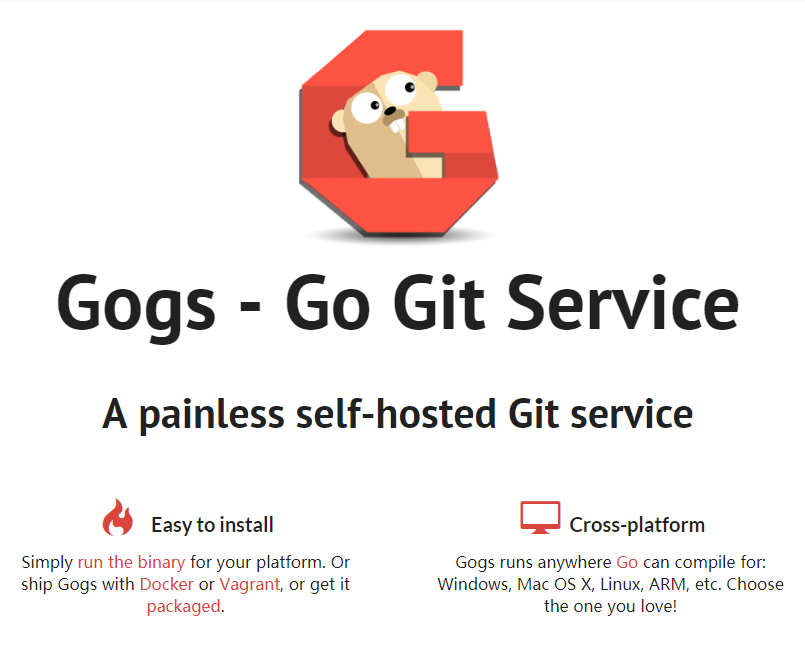 Gogs - Go Git Service
A painless self-hosted Git service
Easy to install
Simply run the binary for your platform. Or
ship Gogs with Docker or Vagrant, or get it
packaged.
Cross-platform
Gogs runs anywhere Go can compile for:
Windows, Mac OS X, Linux, ARM, etc. Choose
the one you love!